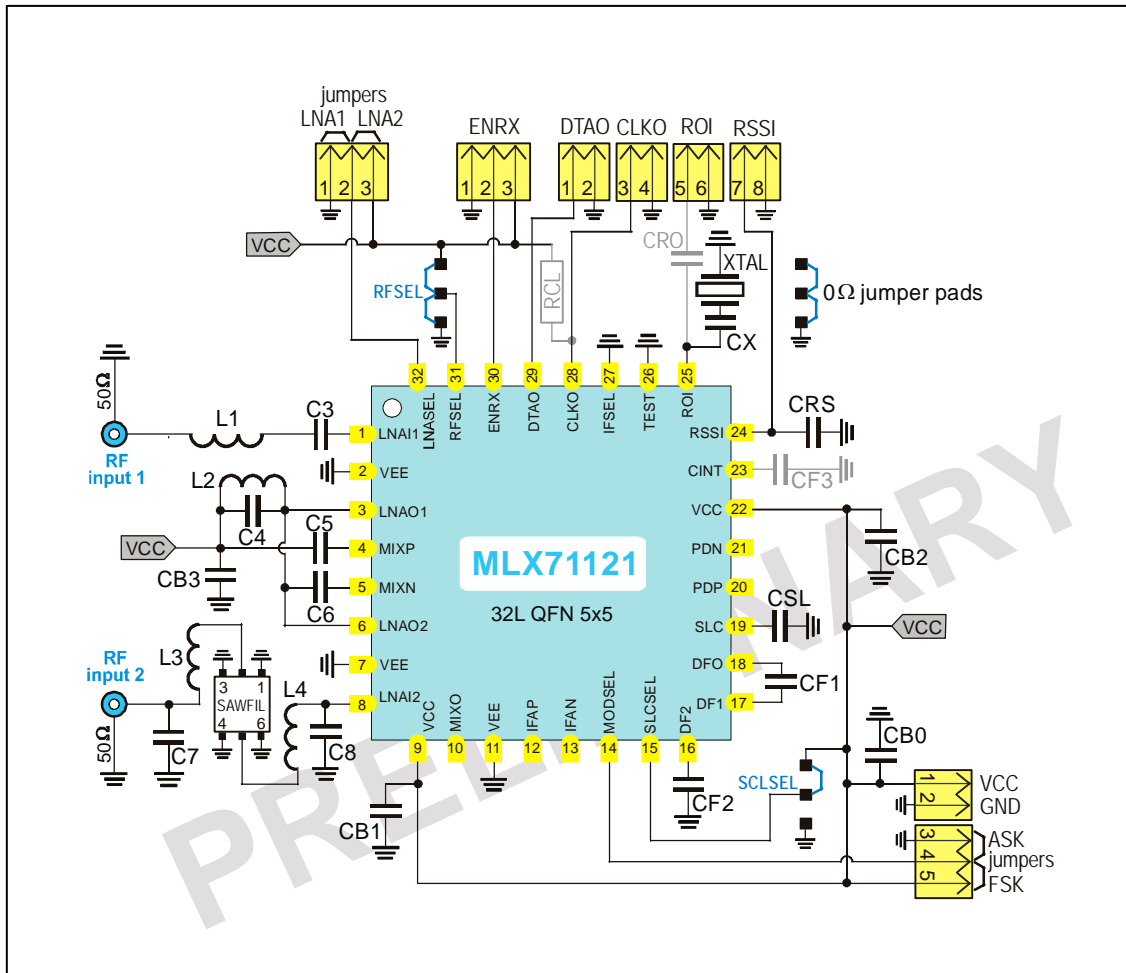 jumpers
LNA1 LNA2
ENRX
DTAO CLKO ROI RSSI
1 2 3
1 2 3
1 2
3 4
5 6
7 8
VCC
RFSEL
RCL
CRO
XTAL
CX
0Ω jumper pads
32 31 30 29 28 27 26 25
LNASEL
RFSEL
ENRX
DTAO
CLKO
IFSEL
TEST
ROI
50Ω
RF
input 1
L1
C3
1 LNAI1
2 VEE
3 LNAO1
4 MIXP
5 MIXN
6 LNAO2
7 VEE
8 LNAI2
L2
C4
C5
VCC
CB3
C6
RF
input 2
50Ω
L3
C7
3 1
SAWFIL
4 6
L4
C8
MLX71121
32L QFN 5x5
RSSI 24
CINT 23
VCC 22
PDN 21
PDP 20
SLC 19
DFO 18
DF1 17
CRS
CF3
CB2
CSL
VCC
CF1
VCC
MIXO
VEE
IFAP
IFAN
MODSEL
SLCSEL
DF2
9 10 11 12 13 14 15 16
CB1
CF2
SCLSEL
CB0
1 VCC
2 GND
3 ASK
4 jumpers
5 FSK
PRELIMINARY